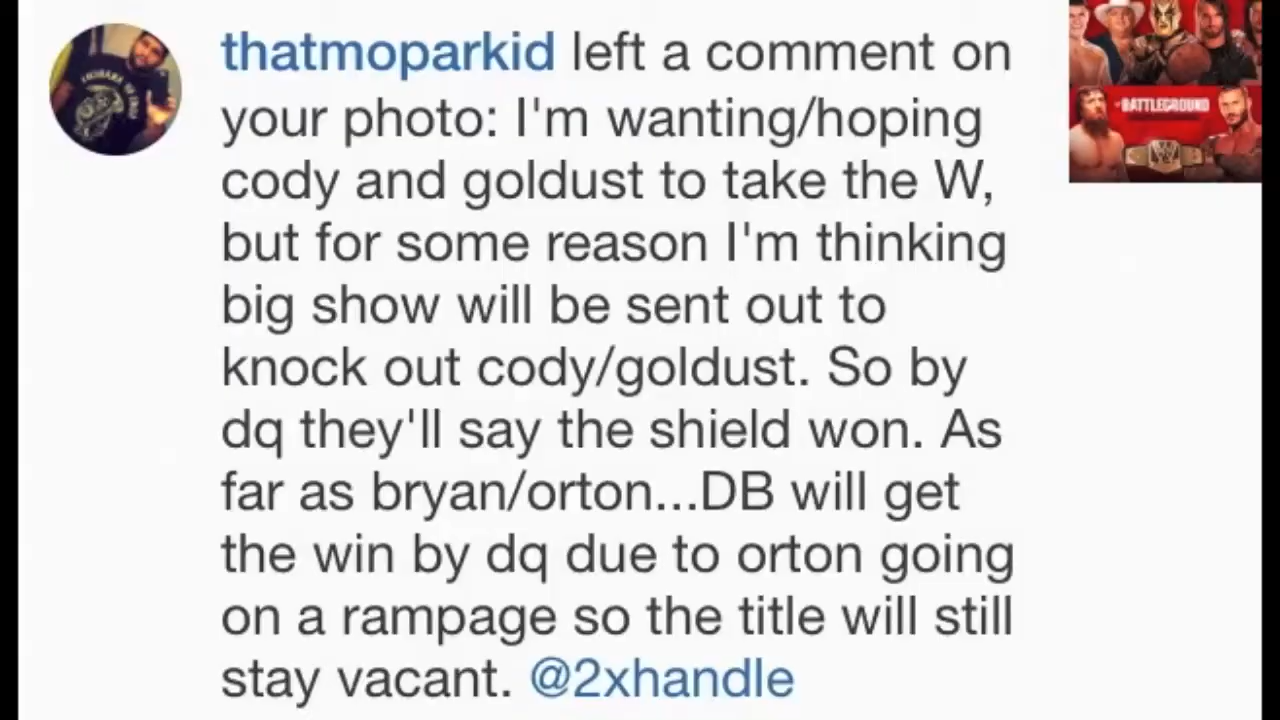 thatmoparkid left a comment on
your photo: I'm wanting/hoping
cody and goldust to take the W,
but for some reason I'm thinking
big show will be sent out to
knock out cody/goldust. So by
dq they'll say the shield won. As
far as bryan/orton...DB will get
the win by dq due to orton going
on a rampage so the title will still
stay vacant. @2xhandle
BATTLEGROUND